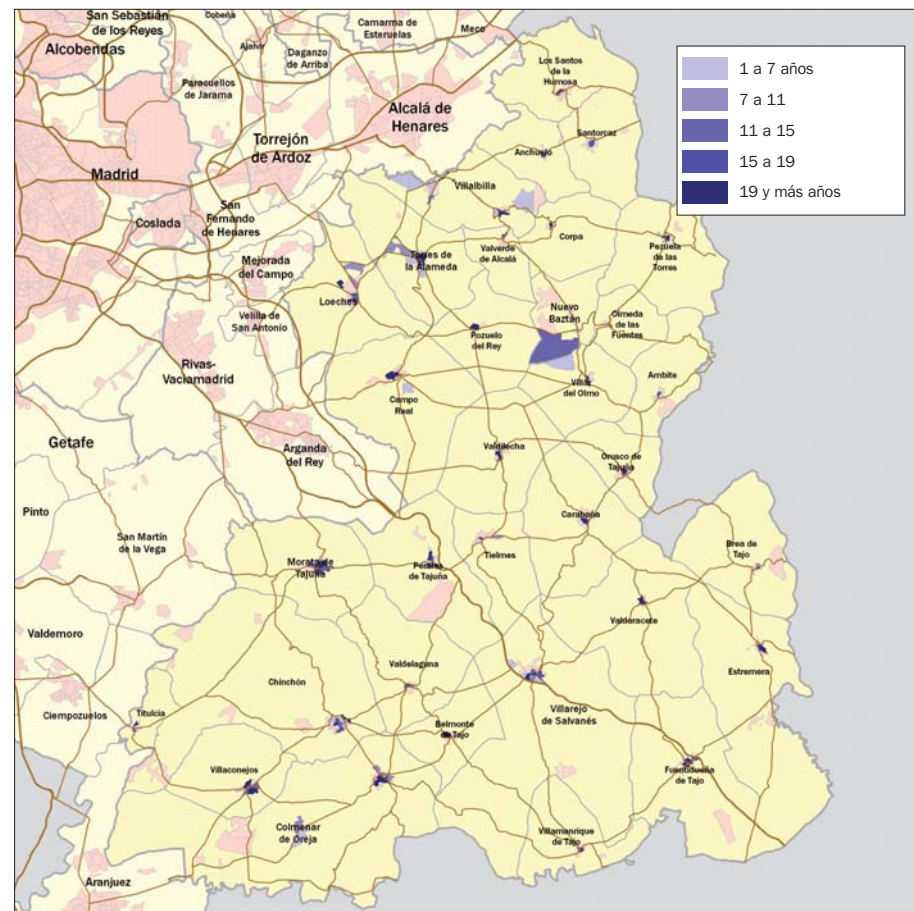 San Sebastián
de los Reyes
Cobeña
Camarma de
Esteruelas
Meco
Alcobendas
Ajalvir
Daganzo
de Arriba
Los Santos
de la
Humosa
Paracuellos
de Jarama
Alcalá de
Henares
Torrejón
de Ardoz
Santorcaz
Anchuelo
Madrid
Villalbilla
San
Fernando
de Henares
Coslada
Corpa
Valverde
de Alcalá
Pezuela
de las
Torres
Mejorada
del Campo
Torres de
la Alameda
Loeches
Velilla de
San Antonio
Nuevo
Baztán
Olmeda
de las
Fuentes
Pozuelo
del Rey
Rivas-
Vaciamadrid
Villar
del Olmo
Ambite
Campo
Real
Getafe
Arganda
del Rey
Valdilecha
Orusco de
Tajuña
Pinto
Carabaña
San Martín
de la Vega
Tielmes
Brea de
Tajo
Morata de
Tajuña
Perales
de Tajuña
Valdemoro
Valdaracete
Valdelaguna
Estremera
Chinchón
Ciempozuelos
Titulcia
Villarejo
de Salvanés
Belmonte
de Tajo
Villaconejos
Fuentidueña
de Tajo
Colmenar
de Oreja
Villamanrique
de Tajo
Aranjuez
1 a 7 años
7 a 11
11 a 15
15 a 19
19 y más años